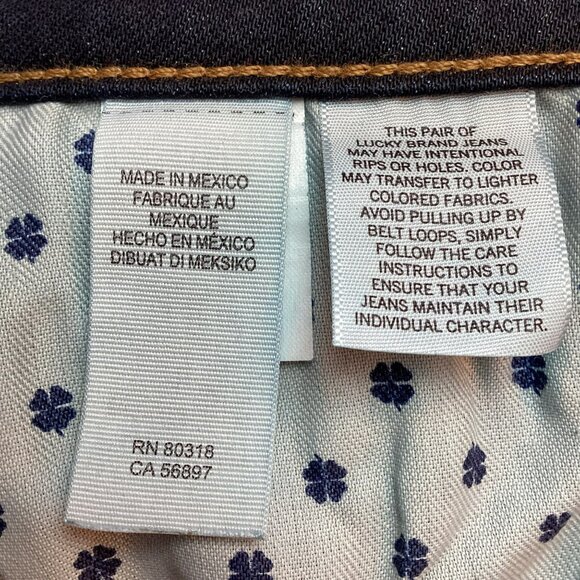 MADE IN MEXICO
FABRIQUE AU
MEXIQUE
HECHO EN MÉXICO
DIBUAT DI MEKSIKO
RN 80318
CA 56897
THIS PAIR OF
LUCKY BRAND JEANS
MAY HAVE INTENTIONAL
RIPS OR HOLES. COLOR
MAY TRANSFER TO LIGHTER
COLORED FABRICS.
AVOID PULLING UP BY
BELT LOOPS, SIMPLY
FOLLOW THE CARE
INSTRUCTIONS TO
ENSURE THAT YOUR
JEANS MAINTAIN THEIR
INDIVIDUAL CHARACTER.